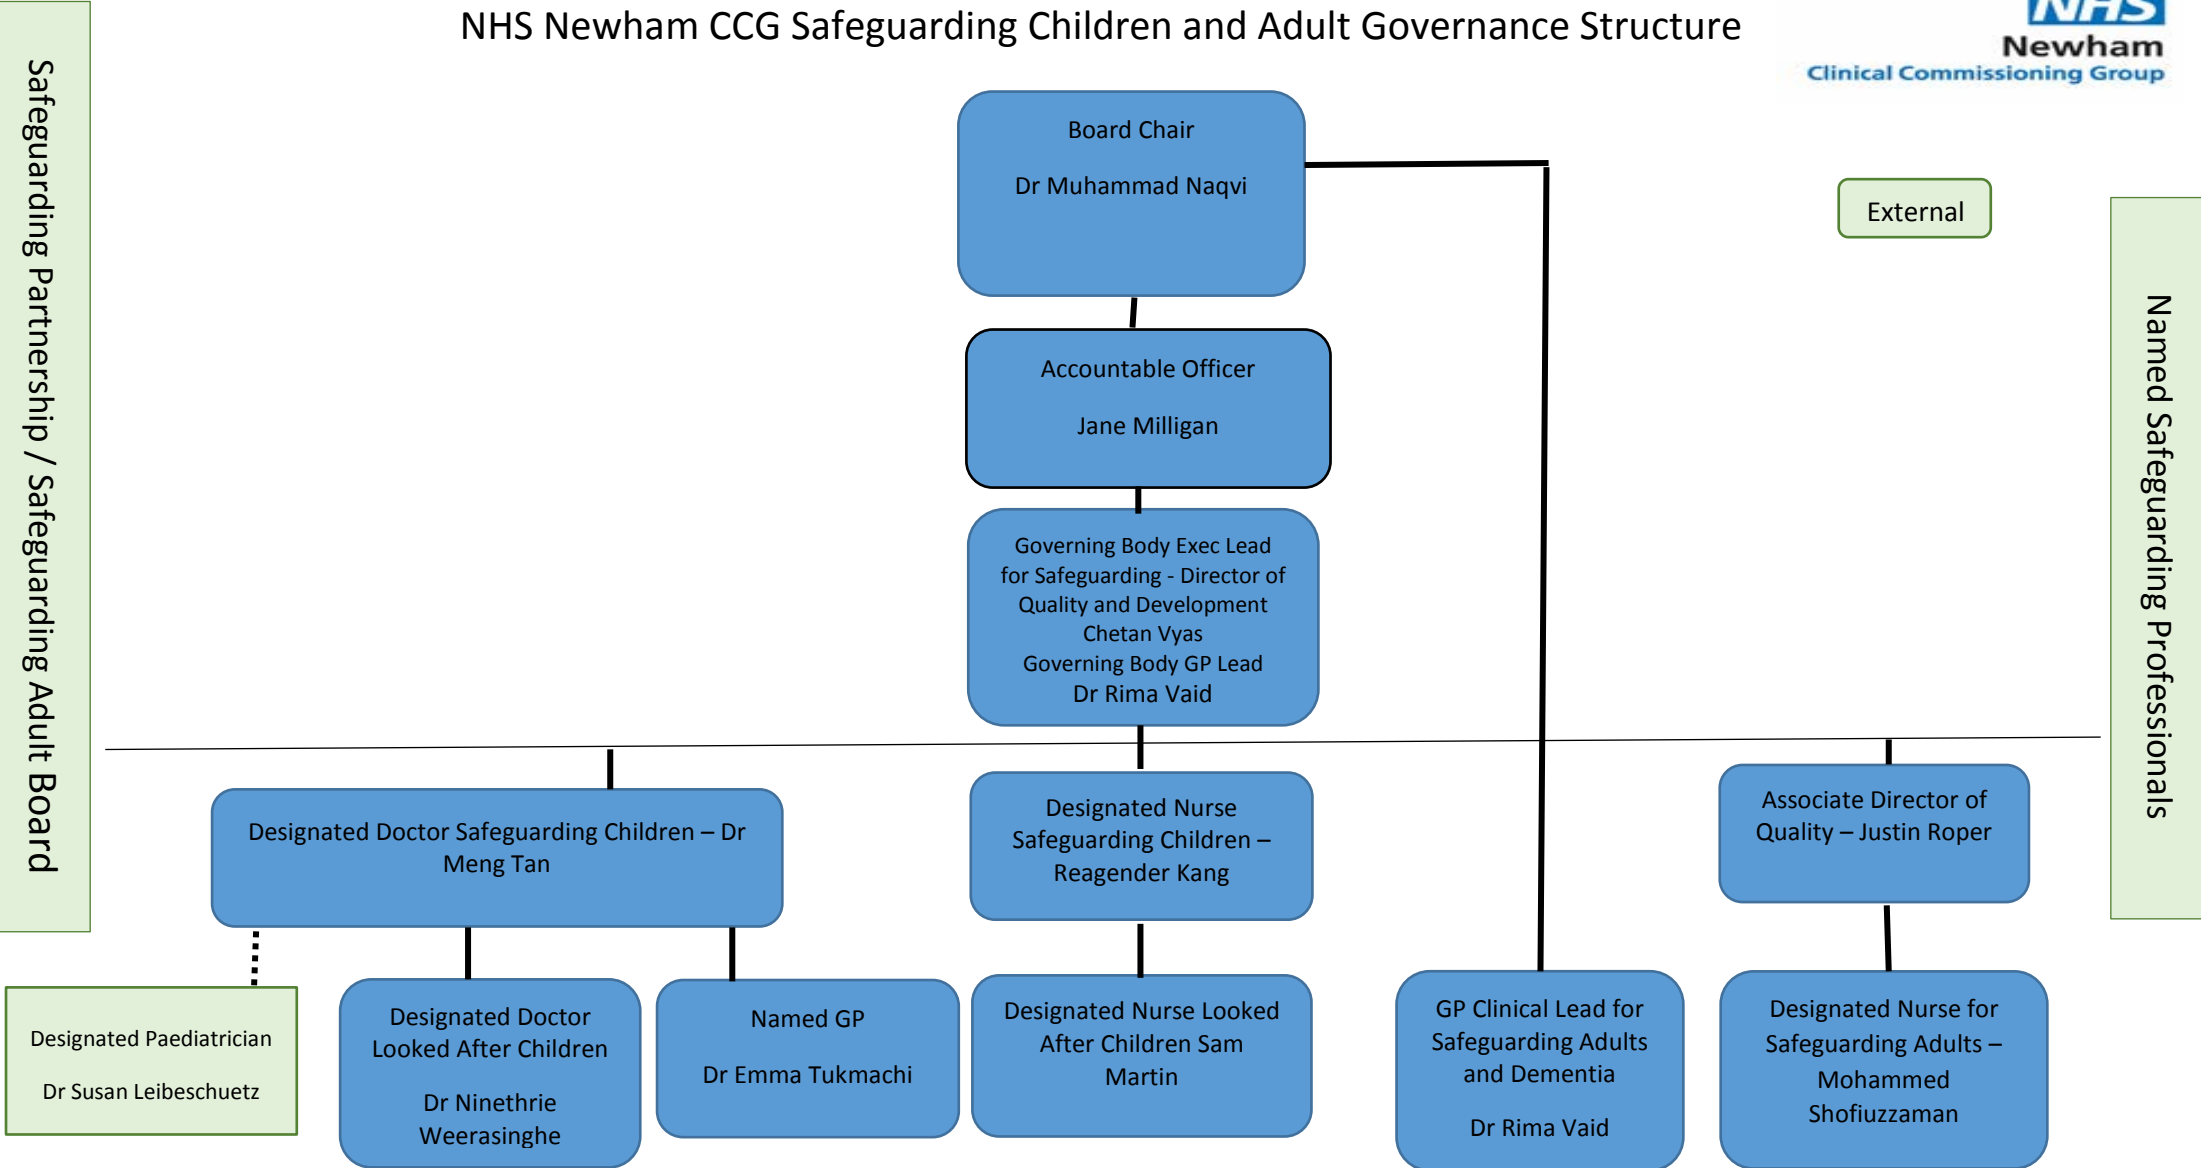 NHS Newham CCG Safeguarding Children and Adult Governance Structure
NHS
Newham
Clinical Commissioning Group
Safeguarding Partnership / Safeguarding Adult Board
Board Chair
Dr Muhammad Naqvi
External
Named Safeguarding Professionals
Accountable Officer
Jane Milligan
Governing Body Exec Lead
for Safeguarding - Director of
Quality and Development
Chetan Vyas
Governing Body GP Lead
Dr Rima Vaid
Designated Doctor Safeguarding Children – Dr
Meng Tan
Designated Nurse
Safeguarding Children –
Reagender Kang
Associate Director of
Quality – Justin Roper
Designated Paediatrician
Dr Susan Leibeschuetz
Designated Doctor
Looked After Children
Dr Ninethrie
Weerasinghe
Named GP
Dr Emma Tukmachi
Designated Nurse Looked
After Children Sam
Martin
GP Clinical Lead for
Safeguarding Adults
and Dementia
Dr Rima Vaid
Designated Nurse for
Safeguarding Adults –
Mohammed
Shofiuzzaman